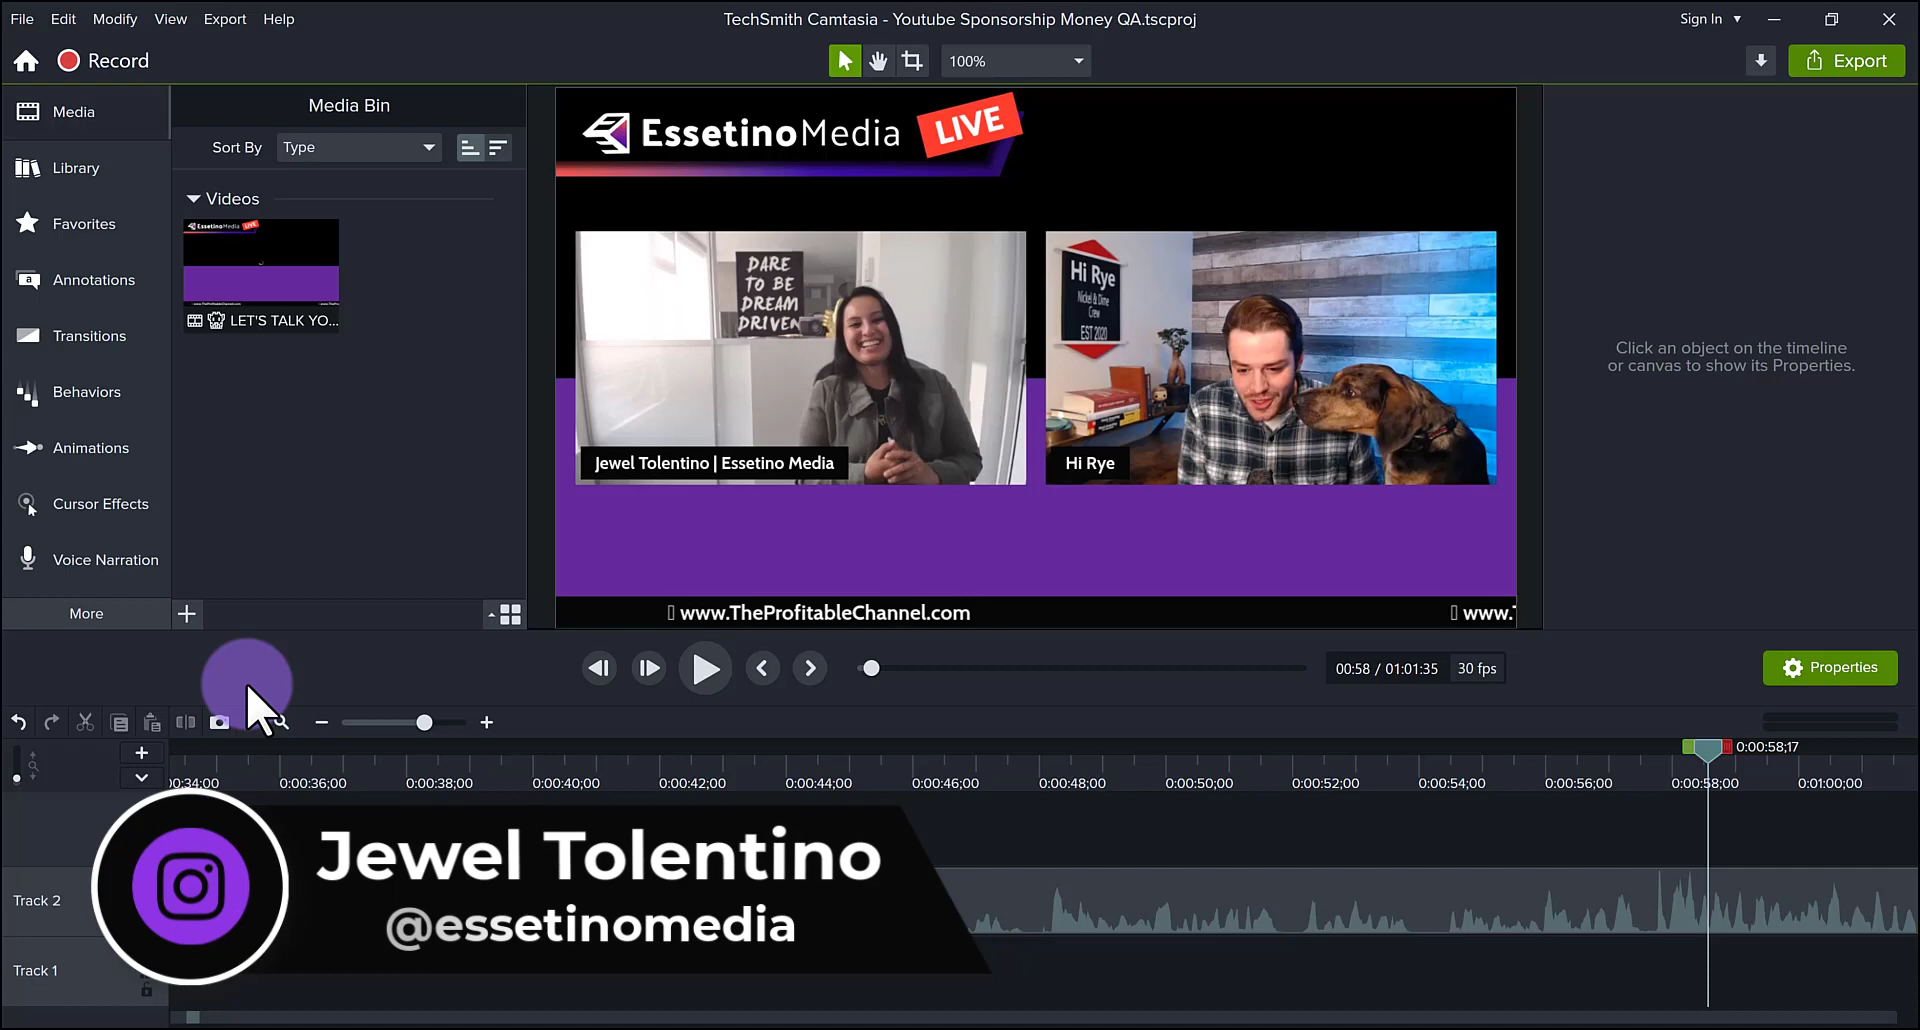 File Edit Modify View Export Help
TechSmith Camtasia - Youtube Sponsorship Money QA.tscproj
Sign In
Record
100%
Export
Media
Library
Favorites
Annotations
Transitions
Behaviors
Animations
Cursor Effects
Voice Narration
More
Media Bin
Sort By Type
Videos
EssetinoMedia LIVE
LET'S TALK YO...
EssetinoMedia LIVE
DARE
TO BE
DREAM
DRIVEN
Jewel Tolentino | Essetino Media
Hi Rye
Nickel & Dime
Crew
EST 2020
Hi Rye
www.TheProfitableChannel.com
www.
Click an object on the timeline
or canvas to show its Properties.
00:58 / 01:01:35 30 fps
Properties
0:00:58;17
0:34:00 0:00:36;00 0:00:38;00 0:00:40;00 0:00:42;00 0:00:44;00 0:00:46;00 0:00:48;00 0:00:50;00 0:00:52;00 0:00:54;00 0:00:56;00 0:00:58;00 0:01:00;00
Track 2
Track 1
Jewel Tolentino
@essetinomedia